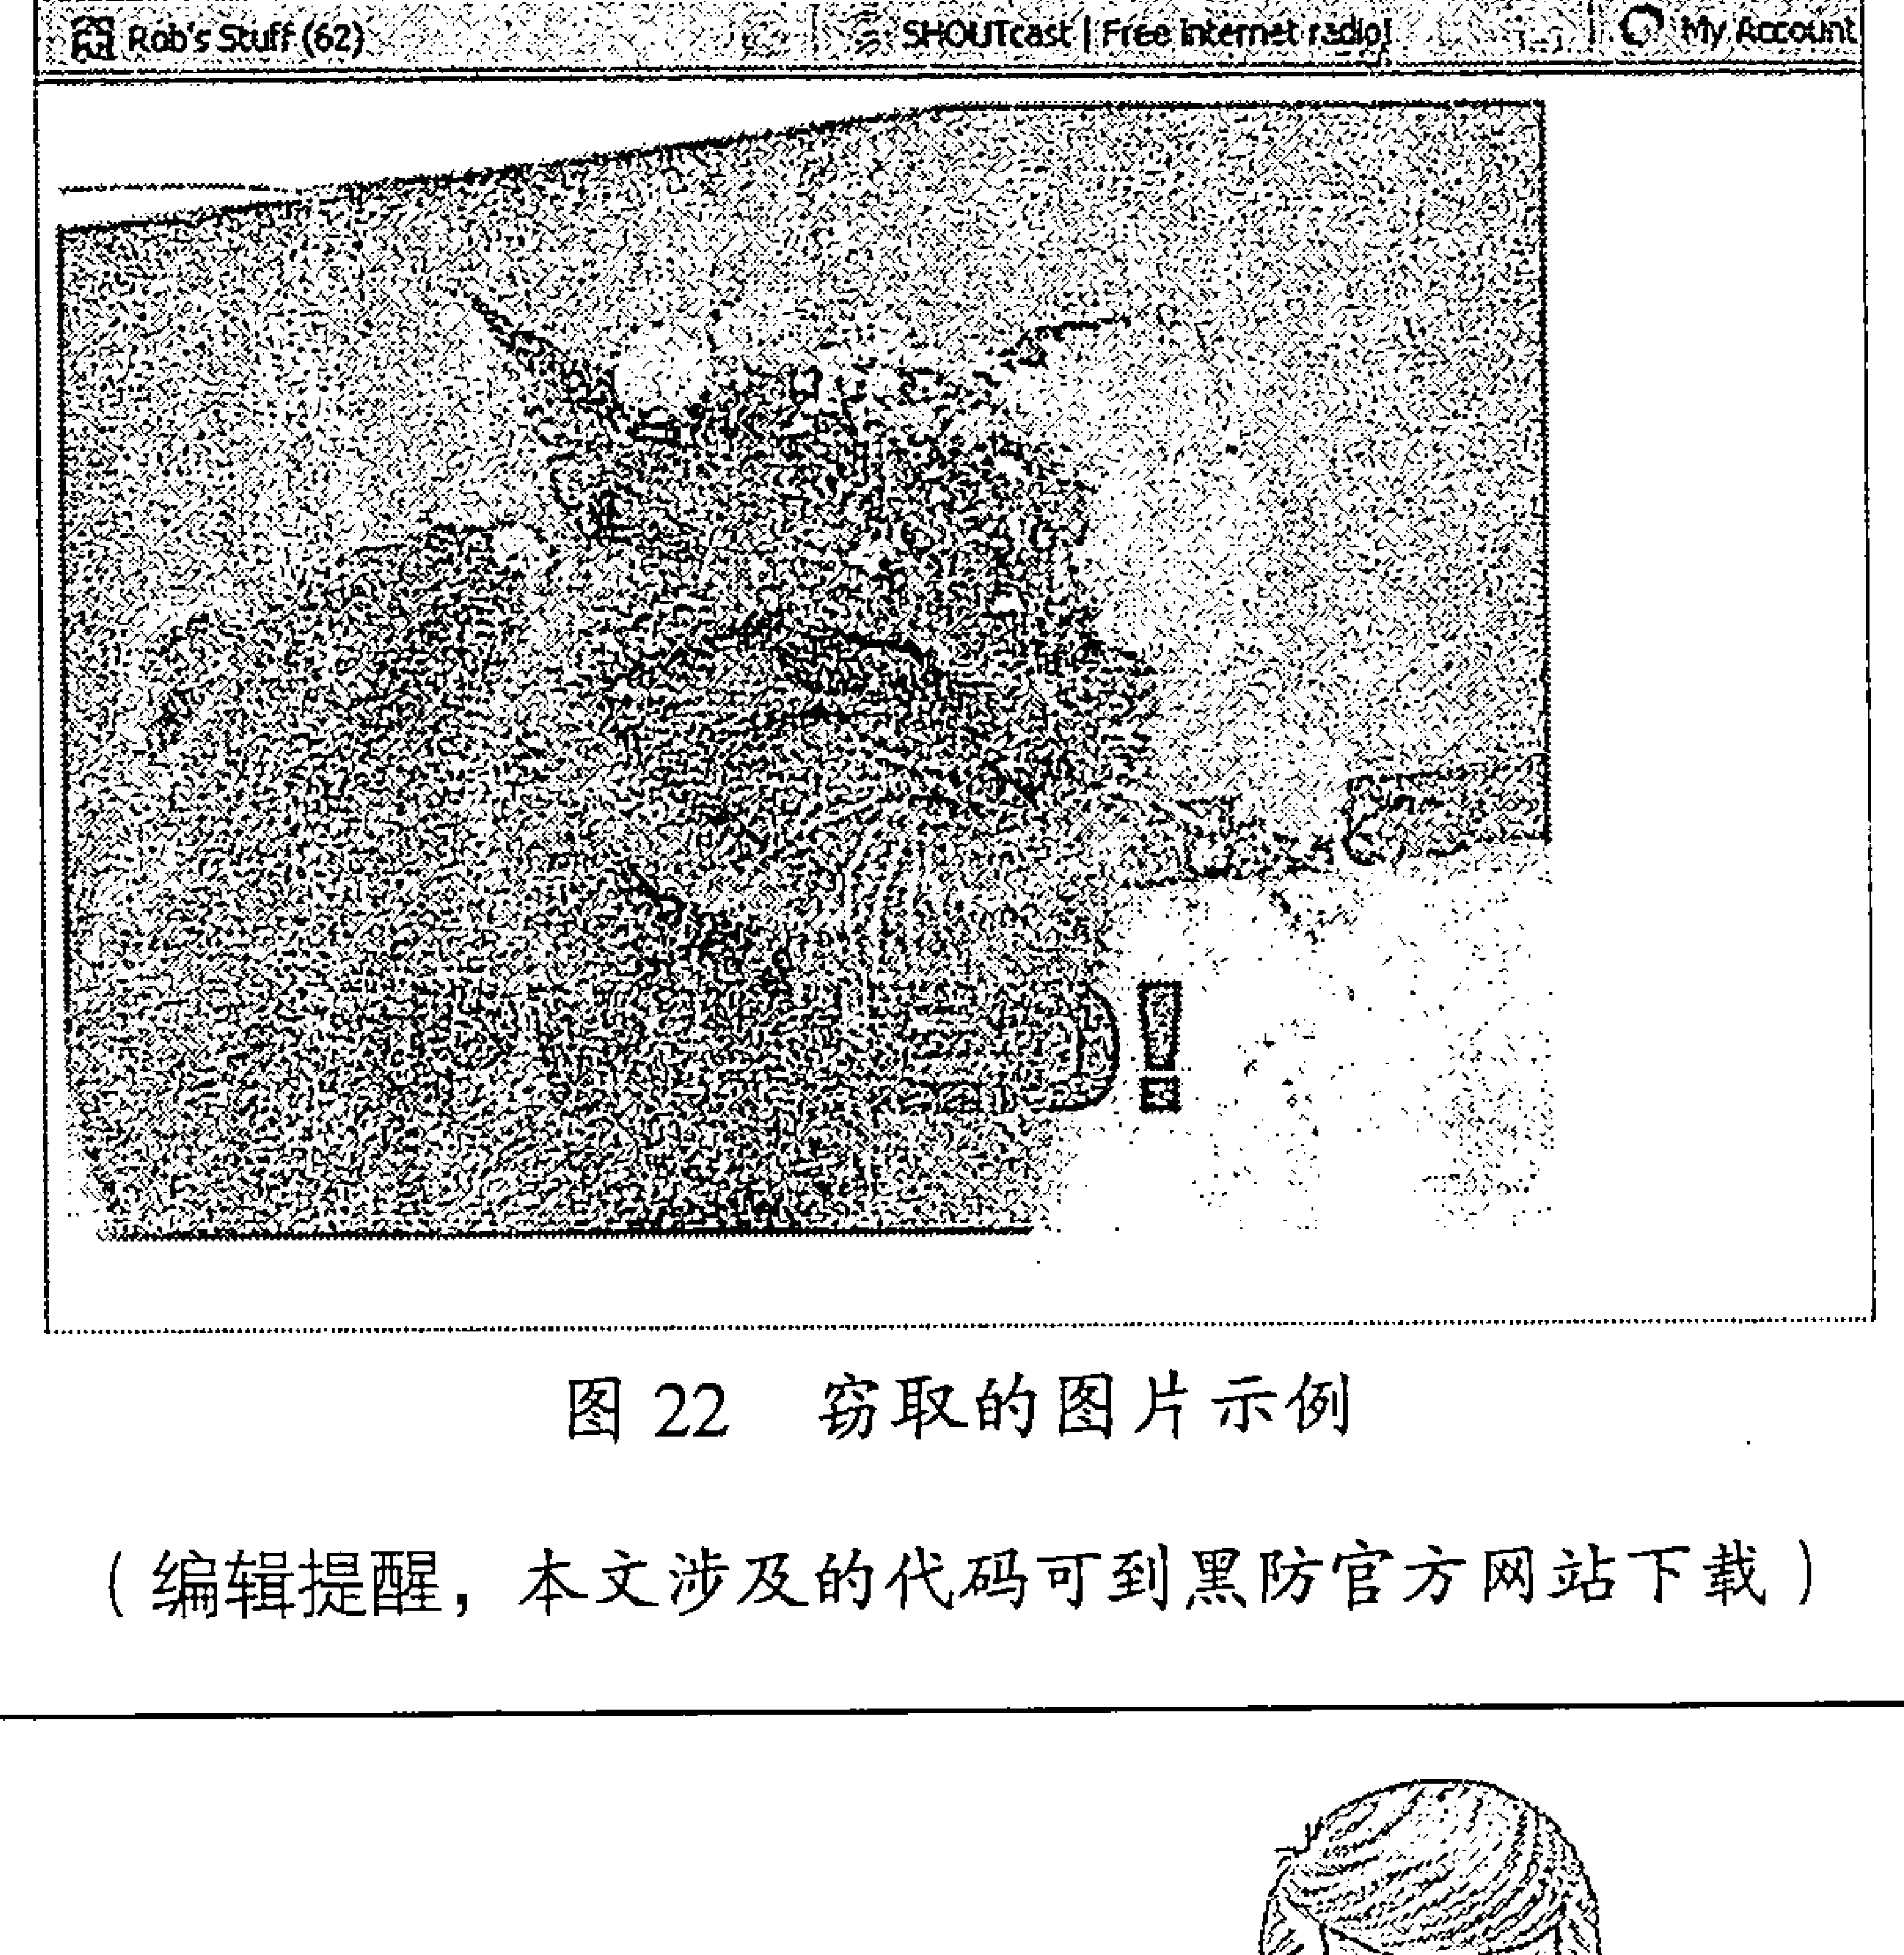 Rob's Stuff (62) SHOUTcast | Free Internet radio! My Account
!
图 22 窃取的图片示例
(编辑提醒，本文涉及的代码可到黑防官方网站下载)